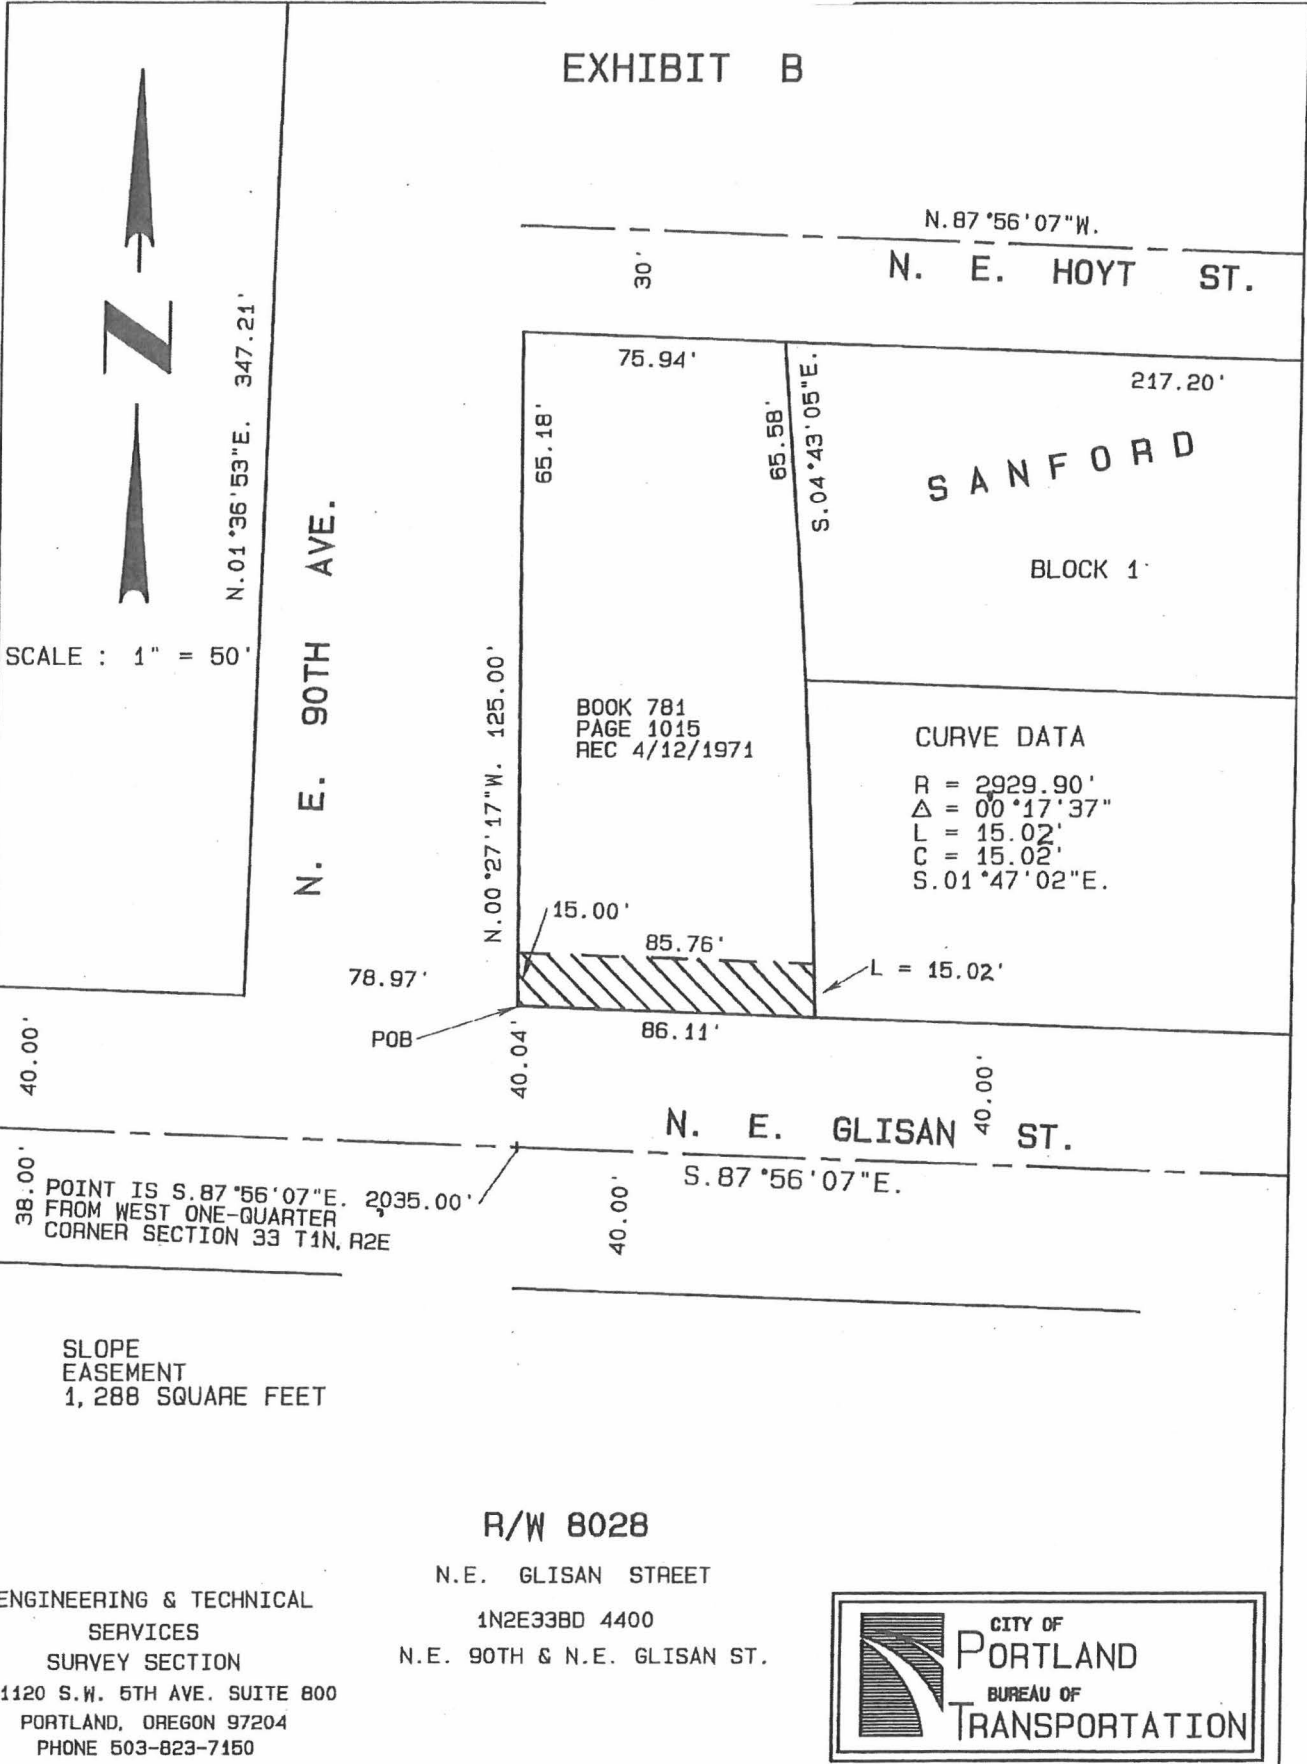 EXHIBIT B
N.87°56'07"W.
N. E. HOYT ST.
30'
N.01°36'53"E. 347.21'
75.94'
217.20'
65.18'
65.58'
S.04°43'05"E.
SANFORD
BLOCK 1
N. E. 90TH AVE.
SCALE : 1" = 50'
N.00°27'17"W. 125.00'
BOOK 781
PAGE 1015
REC 4/12/1971
CURVE DATA
R = 2929.90'
Δ = 00°17'37"
L = 15.02'
C = 15.02'
S.01°47'02"E.
15.00'
85.76'
L = 15.02'
78.97'
POB
86.11'
40.00'
40.04'
40.00'
N. E. GLISAN ST.
S.87°56'07"E.
38.00'
POINT IS S.87°56'07"E. 2035.00'
FROM WEST ONE-QUARTER
CORNER SECTION 33 T1N, R2E
40.00'
SLOPE
EASEMENT
1,288 SQUARE FEET
R/W 8028
N.E. GLISAN STREET
1N2E33BD 4400
N.E. 90TH & N.E. GLISAN ST.
ENGINEERING & TECHNICAL
SERVICES
SURVEY SECTION
1120 S.W. 5TH AVE. SUITE 800
PORTLAND, OREGON 97204
PHONE 503-823-7150
CITY OF
PORTLAND
BUREAU OF
TRANSPORTATION